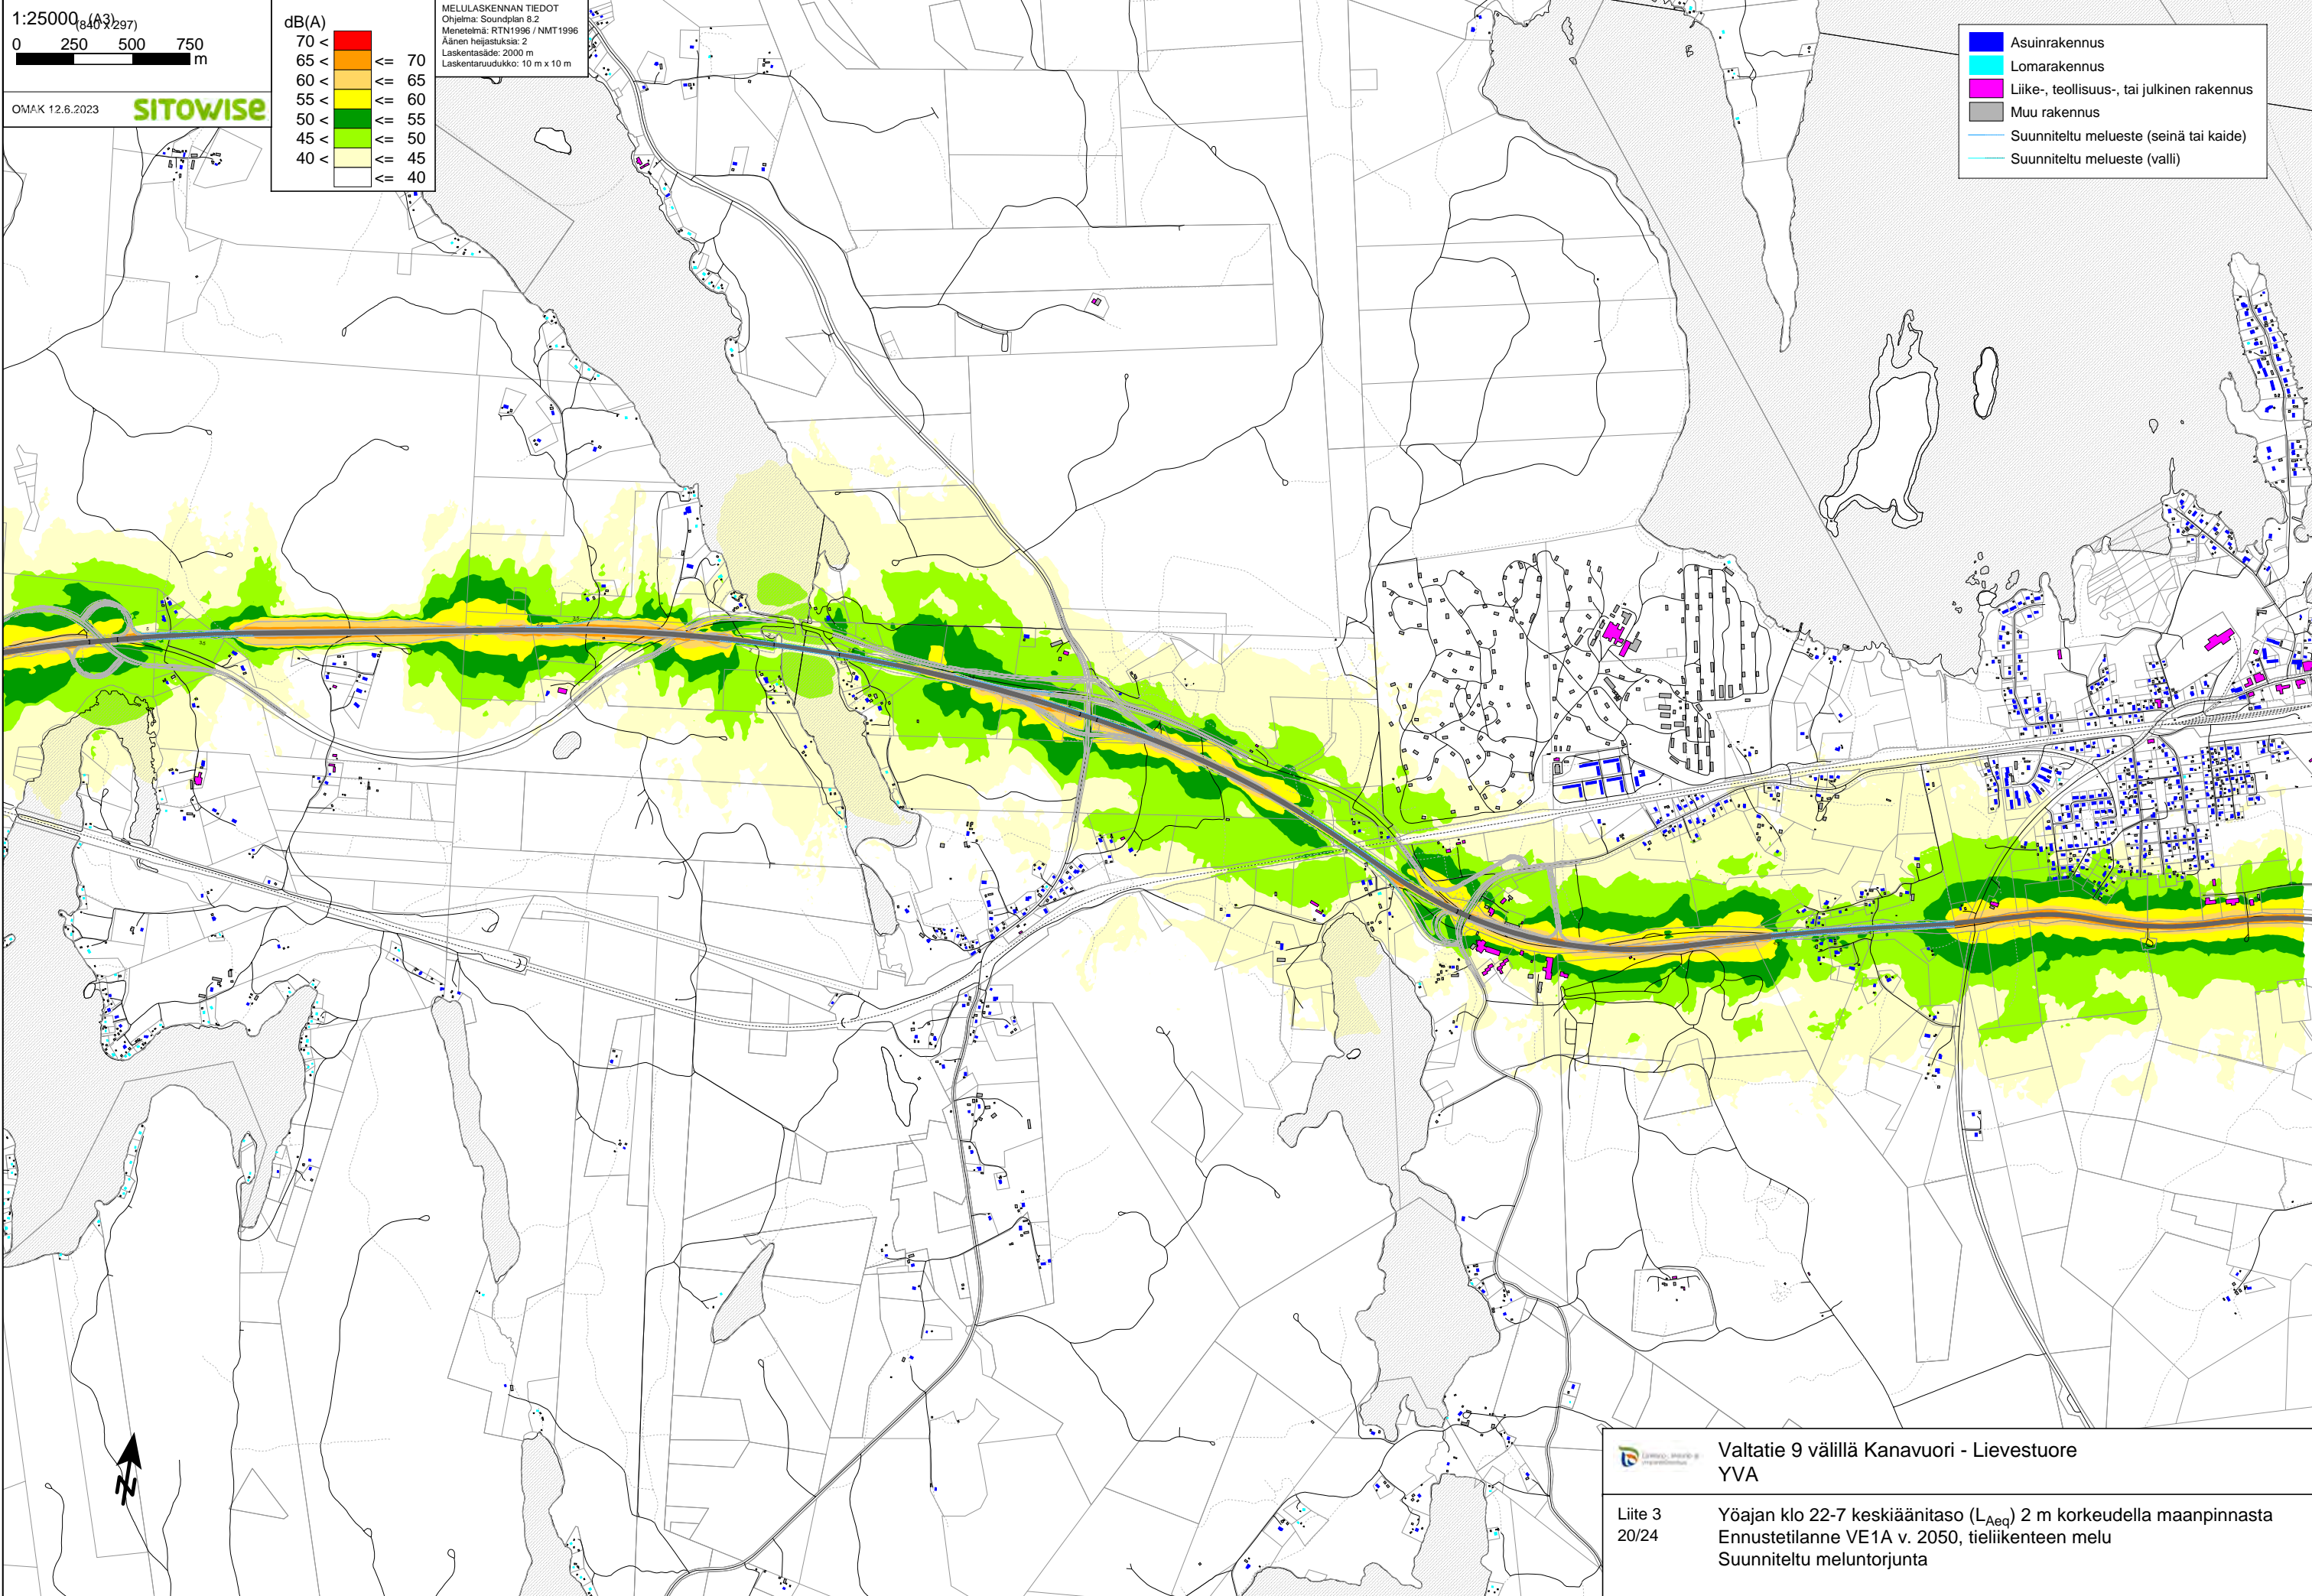 1:25000 (A3)
(840 x 297)
0 250 500 750
m
OMAK 12.6.2023
SITOWISE
dB(A)
70 <
65 < <= 70
60 < <= 65
55 < <= 60
50 < <= 55
45 < <= 50
40 < <= 45
<= 40
MELULASKENNAN TIEDOT
Ohjelma: Soundplan 8.2
Menetelmä: RTN1996 / NMT1996
Äänen heijastuksia: 2
Laskentasäde: 2000 m
Laskentaruudukko: 10 m x 10 m
Asuinrakennus
Lomarakennus
Liike-, teollisuus-, tai julkinen rakennus
Muu rakennus
Suunniteltu melueste (seinä tai kaide)
Suunniteltu melueste (valli)
N
Valtatie 9 välillä Kanavuori - Lievestuore
YVA
Liite 3
20/24
Yöajan klo 22-7 keskiäänitaso (LAeq) 2 m korkeudella maanpinnasta
Ennustetilanne VE1A v. 2050, tieliikenteen melu
Suunniteltu meluntorjunta